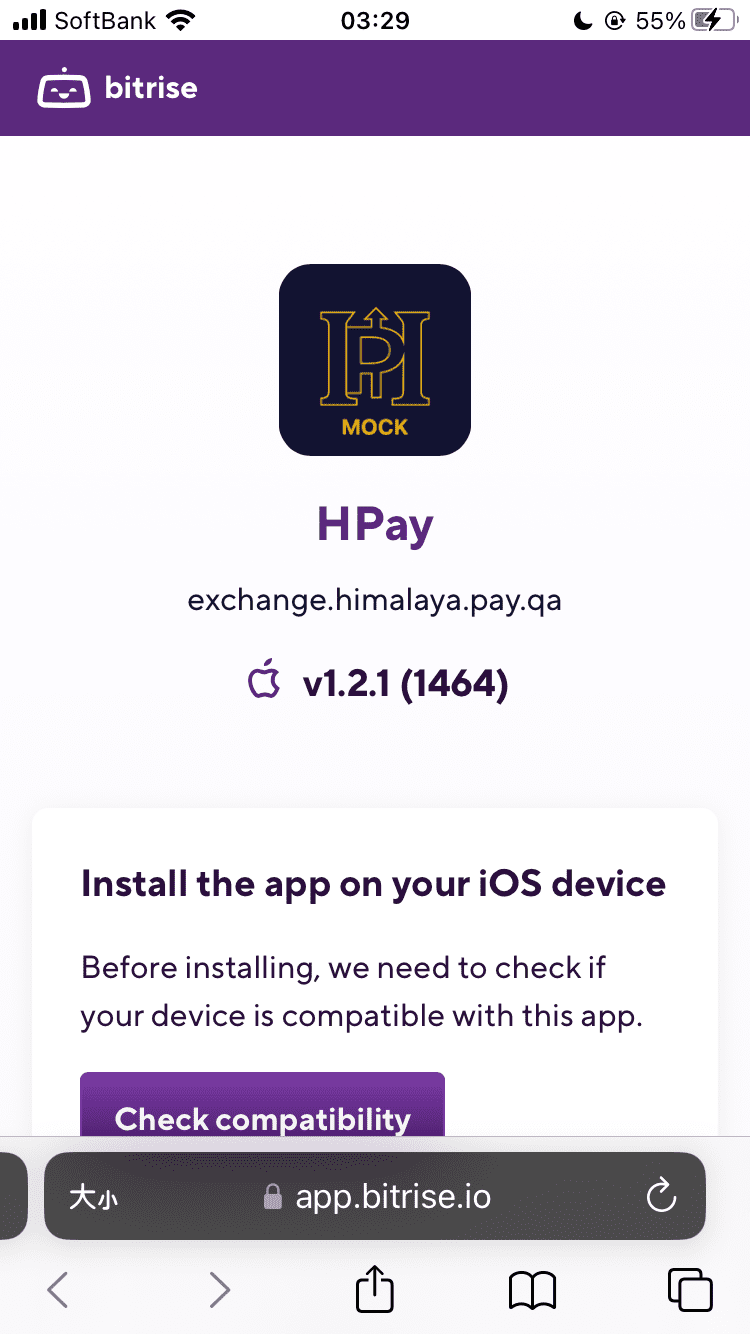 SoftBank 03:29 55%
bitrise
MOCK
HPay
exchange.himalaya.pay.qa
v1.2.1 (1464)
Install the app on your iOS device
Before installing, we need to check if
your device is compatible with this app.
Check compatibility
大小 app.bitrise.io